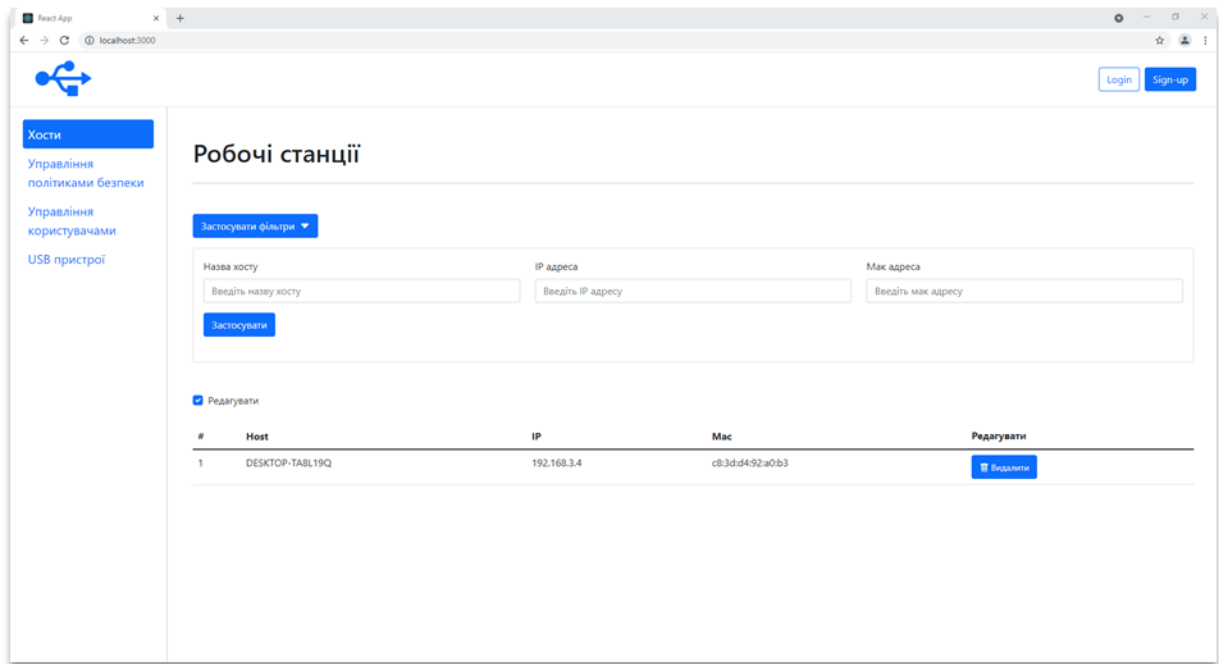 React App
localhost:3000
Login
Sign-up
Хости
Управління
політиками безпеки
Управління
користувачами
USB пристрої
Робочі станції
Застосувати фільтри
Назва хосту
IP адреса
Мак адреса
Введіть назву хосту
Введіть IP адресу
Введіть мак адресу
Застосувати
Редагувати
# Host IP Mac Редагувати
1 DESKTOP-TA8L19Q 192.168.3.4 c8:3d:d4:92:a0:b3 Видалити